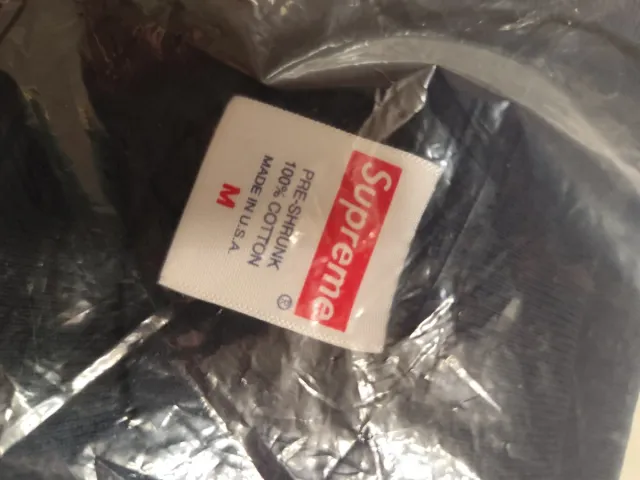 Supreme®
PRE-SHRUNK
100% COTTON
MADE IN U.S.A.
M